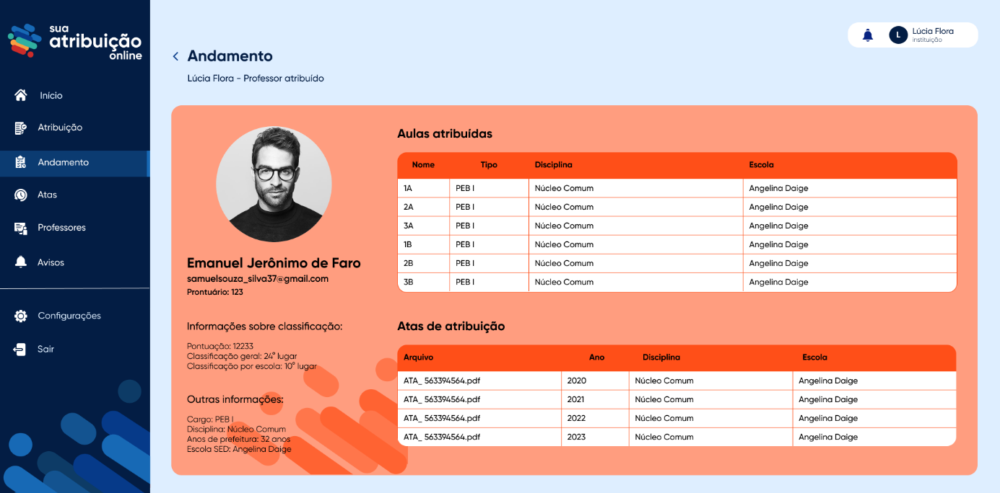 sua
atribuição
online
Início
Atribuição
Andamento
Atas
Professores
Avisos
Configurações
Sair
Andamento
Lúcia Flora - Professor atribuído
L
Lúcia Flora
instituição
Emanuel Jerônimo de Faro
samuelsouza_silva37@gmail.com
Prontuário: 123
Informações sobre classificação:
Pontuação: 12233
Classificação geral: 24° lugar
Classificação por escola: 10° lugar
Outras informações:
Cargo: PEB I
Disciplina: Núcleo Comum
Anos de prefeitura: 32 anos
Escola SED: Angelina Daige
Aulas atribuídas
Nome Tipo Disciplina Escola
1A PEB I Núcleo Comum Angelina Daige
2A PEB I Núcleo Comum Angelina Daige
3A PEB I Núcleo Comum Angelina Daige
1B PEB I Núcleo Comum Angelina Daige
2B PEB I Núcleo Comum Angelina Daige
3B PEB I Núcleo Comum Angelina Daige
Atas de atribuição
Arquivo Ano Disciplina Escola
ATA_ 563394564.pdf 2020 Núcleo Comum Angelina Daige
ATA_ 563394564.pdf 2021 Núcleo Comum Angelina Daige
ATA_ 563394564.pdf 2022 Núcleo Comum Angelina Daige
ATA_ 563394564.pdf 2023 Núcleo Comum Angelina Daige